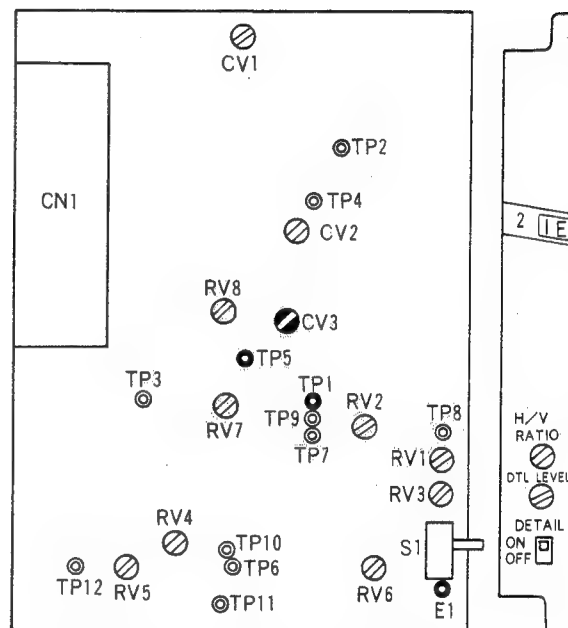 CV1
TP2
CN1
TP4
CV2
2 IE
RV8
CV3
TP5
TP3
TP1
RV7
TP9
RV2
TP8
TP7
RV1
RV3
H/V
RATIO
DTL LEVEL
RV4
TP10
S1
DETAIL
ON
OFF
TP12
RV5
TP6
RV6
TP11
E1